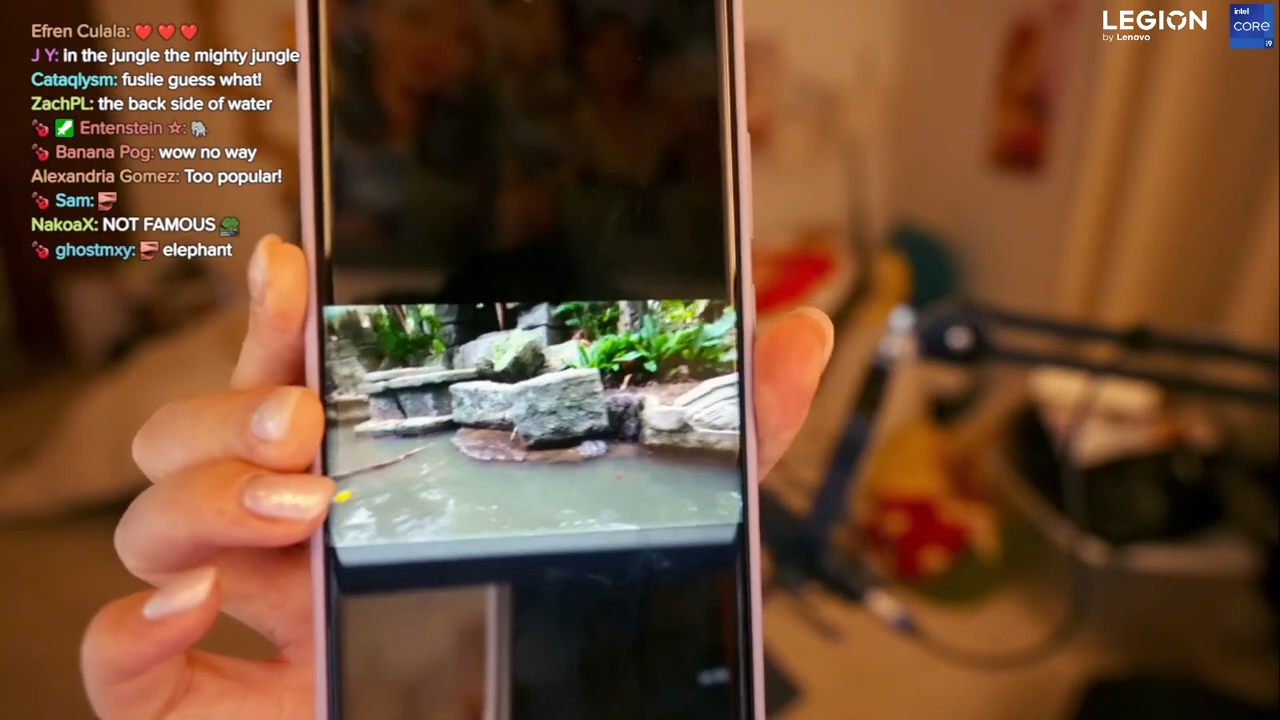 Efren Culala:
J Y: in the jungle the mighty jungle
Cataqlysm: fuslie guess what!
ZachPL: the back side of water
Entenstein ☆:
Banana Pog: wow no way
Alexandria Gomez: Too popular!
Sam:
NakoaX: NOT FAMOUS
ghostmxy: elephant
LEGION
by Lenovo
intel
CORE
i9